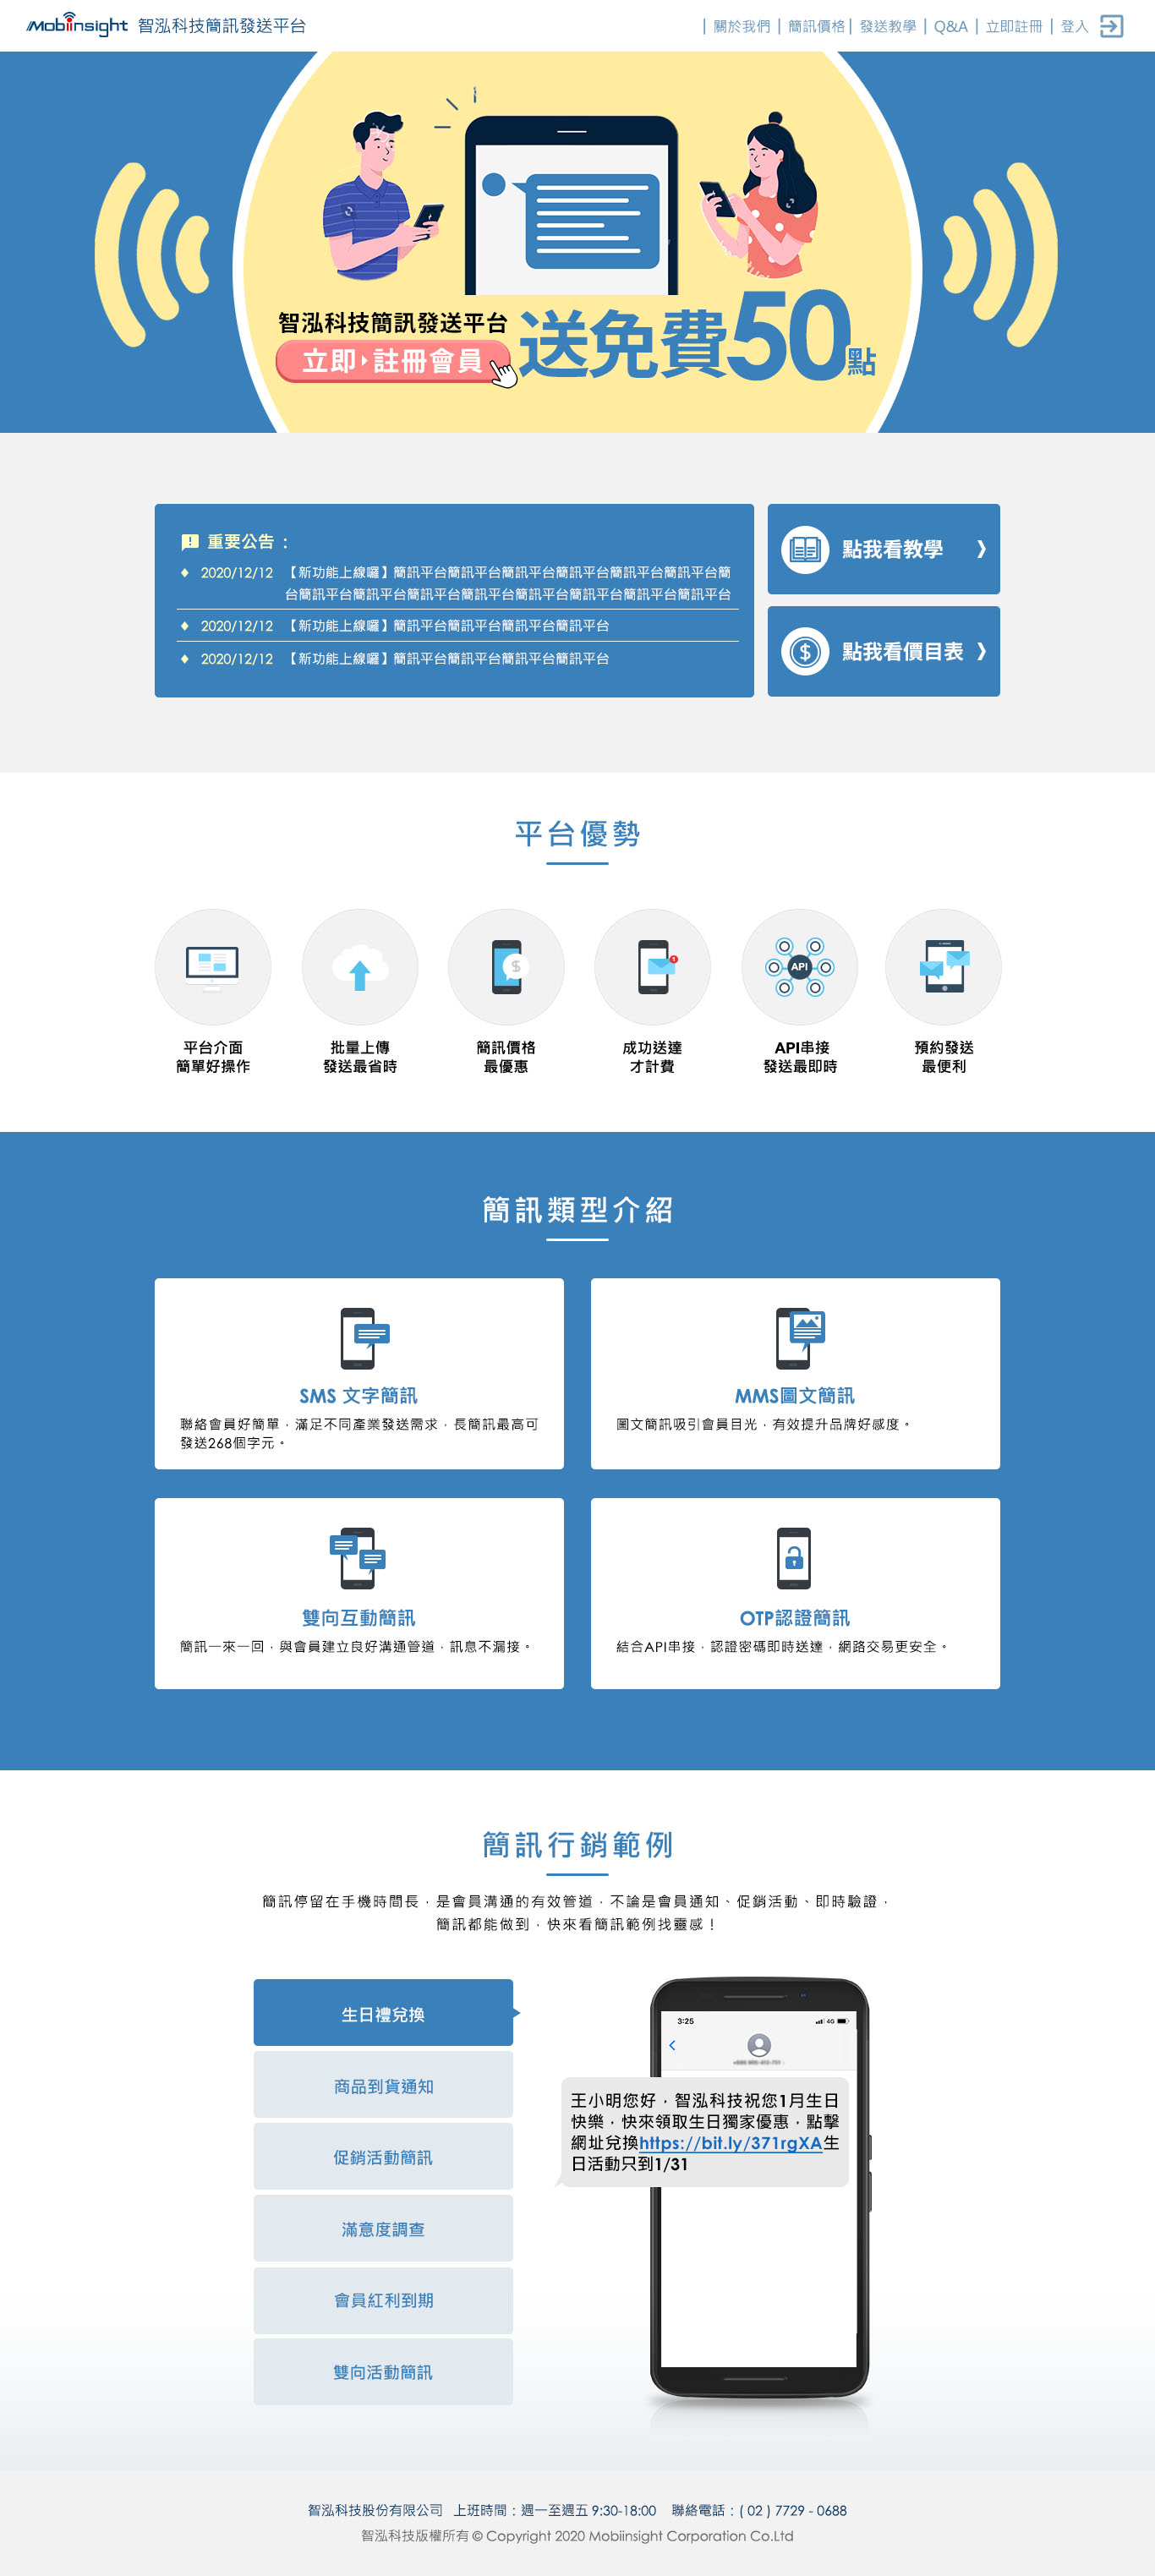 Mobiinsight 智泓科技簡訊發送平台
| 關於我們 | 簡訊價格 | 發送教學 | Q&A | 立即註冊 | 登入
智泓科技簡訊發送平台
立即 註冊會員
送免費50點
重要公告：
2020/12/12 【新功能上線囉】簡訊平台簡訊平台簡訊平台簡訊平台簡訊平台簡訊平台簡
台簡訊平台簡訊平台簡訊平台簡訊平台簡訊平台簡訊平台簡訊平台簡訊平台
2020/12/12 【新功能上線囉】簡訊平台簡訊平台簡訊平台簡訊平台
2020/12/12 【新功能上線囉】簡訊平台簡訊平台簡訊平台簡訊平台
點我看教學
點我看價目表
平台優勢
平台介面
簡單好操作
批量上傳
發送最省時
$
簡訊價格
最優惠
1
成功送達
才計費
API
API串接
發送最即時
預約發送
最便利
簡訊類型介紹
SMS 文字簡訊
聯絡會員好簡單，滿足不同產業發送需求，長簡訊最高可
發送268個字元。
MMS圖文簡訊
圖文簡訊吸引會員目光，有效提升品牌好感度。
雙向互動簡訊
簡訊一來一回，與會員建立良好溝通管道，訊息不漏接。
OTP認證簡訊
結合API串接，認證密碼即時送達，網路交易更安全。
簡訊行銷範例
簡訊停留在手機時間長，是會員溝通的有效管道，不論是會員通知、促銷活動、即時驗證，
簡訊都能做到，快來看簡訊範例找靈感！
生日禮兌換
商品到貨通知
促銷活動簡訊
滿意度調查
會員紅利到期
雙向活動簡訊
3:25
4G
王小明您好，智泓科技祝您1月生日
快樂，快來領取生日獨家優惠，點擊
網址兌換https://bit.ly/371rgXA生
日活動只到1/31
智泓科技股份有限公司 上班時間：週一至週五 9:30-18:00 聯絡電話：( 02 ) 7729 - 0688
智泓科技版權所有 © Copyright 2020 Mobiinsight Corporation Co.Ltd